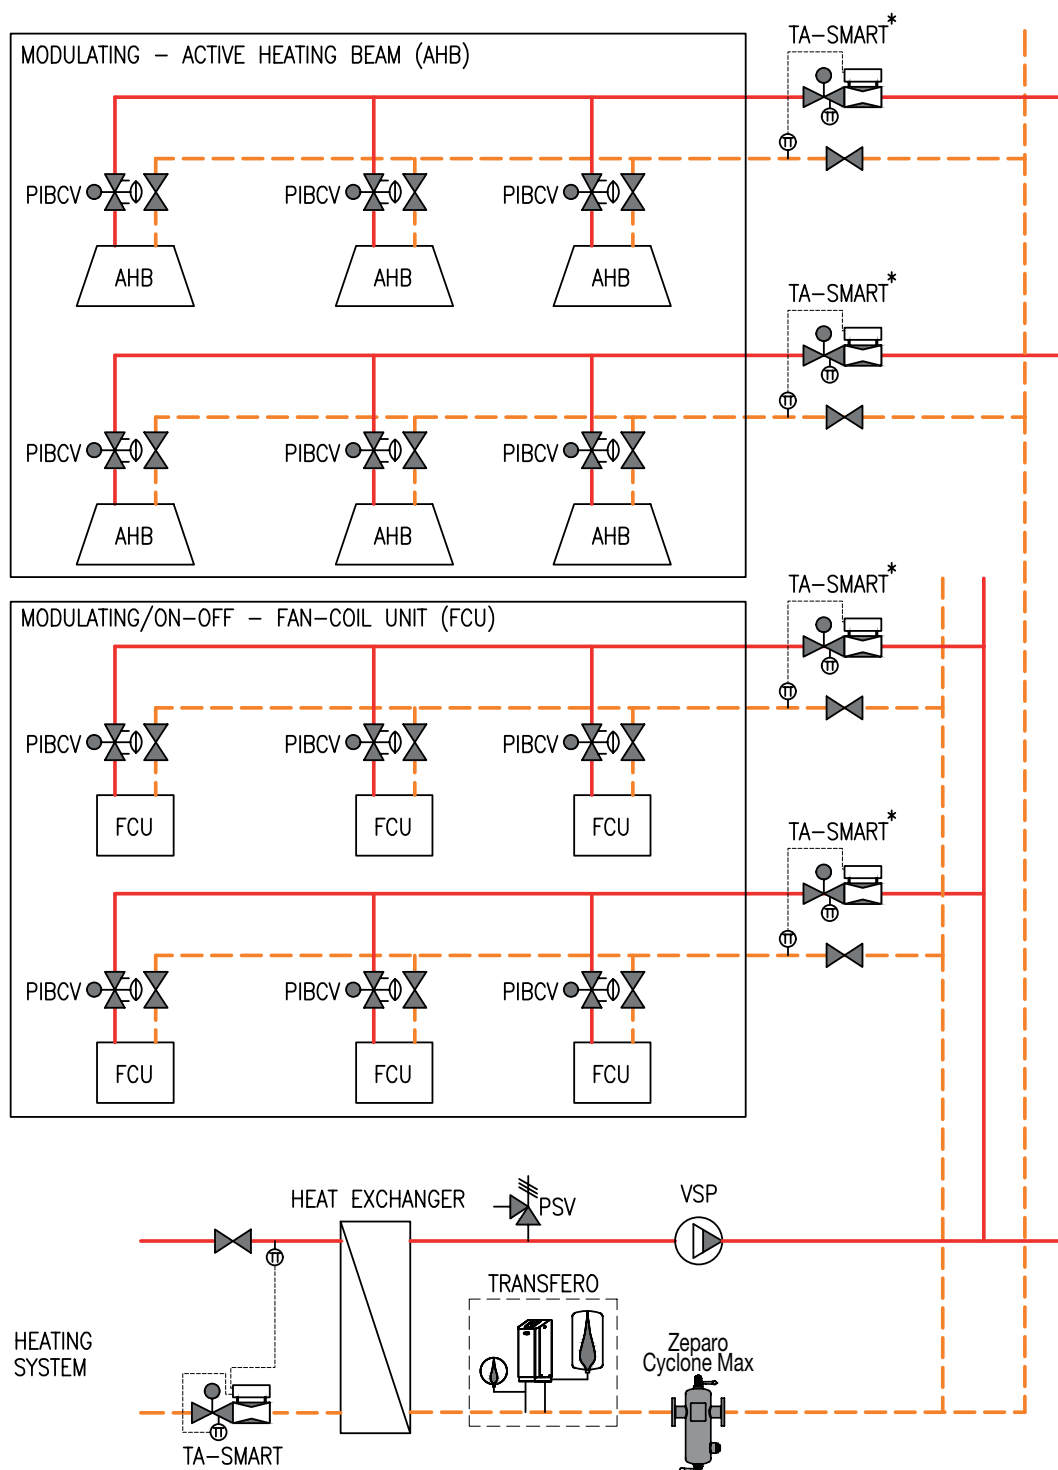 TA-SMART*
MODULATING - ACTIVE HEATING BEAM (AHB)
PIBCV PIBCV PIBCV
AHB AHB AHB
TA-SMART*
PIBCV PIBCV PIBCV
AHB AHB AHB
TA-SMART*
MODULATING/ON-OFF - FAN-COIL UNIT (FCU)
PIBCV PIBCV PIBCV
FCU FCU FCU
TA-SMART*
PIBCV PIBCV PIBCV
FCU FCU FCU
HEAT EXCHANGER
PSV
VSP
TRANSFERO
HEATING
SYSTEM
Zeparo
Cyclone Max
TA-SMART